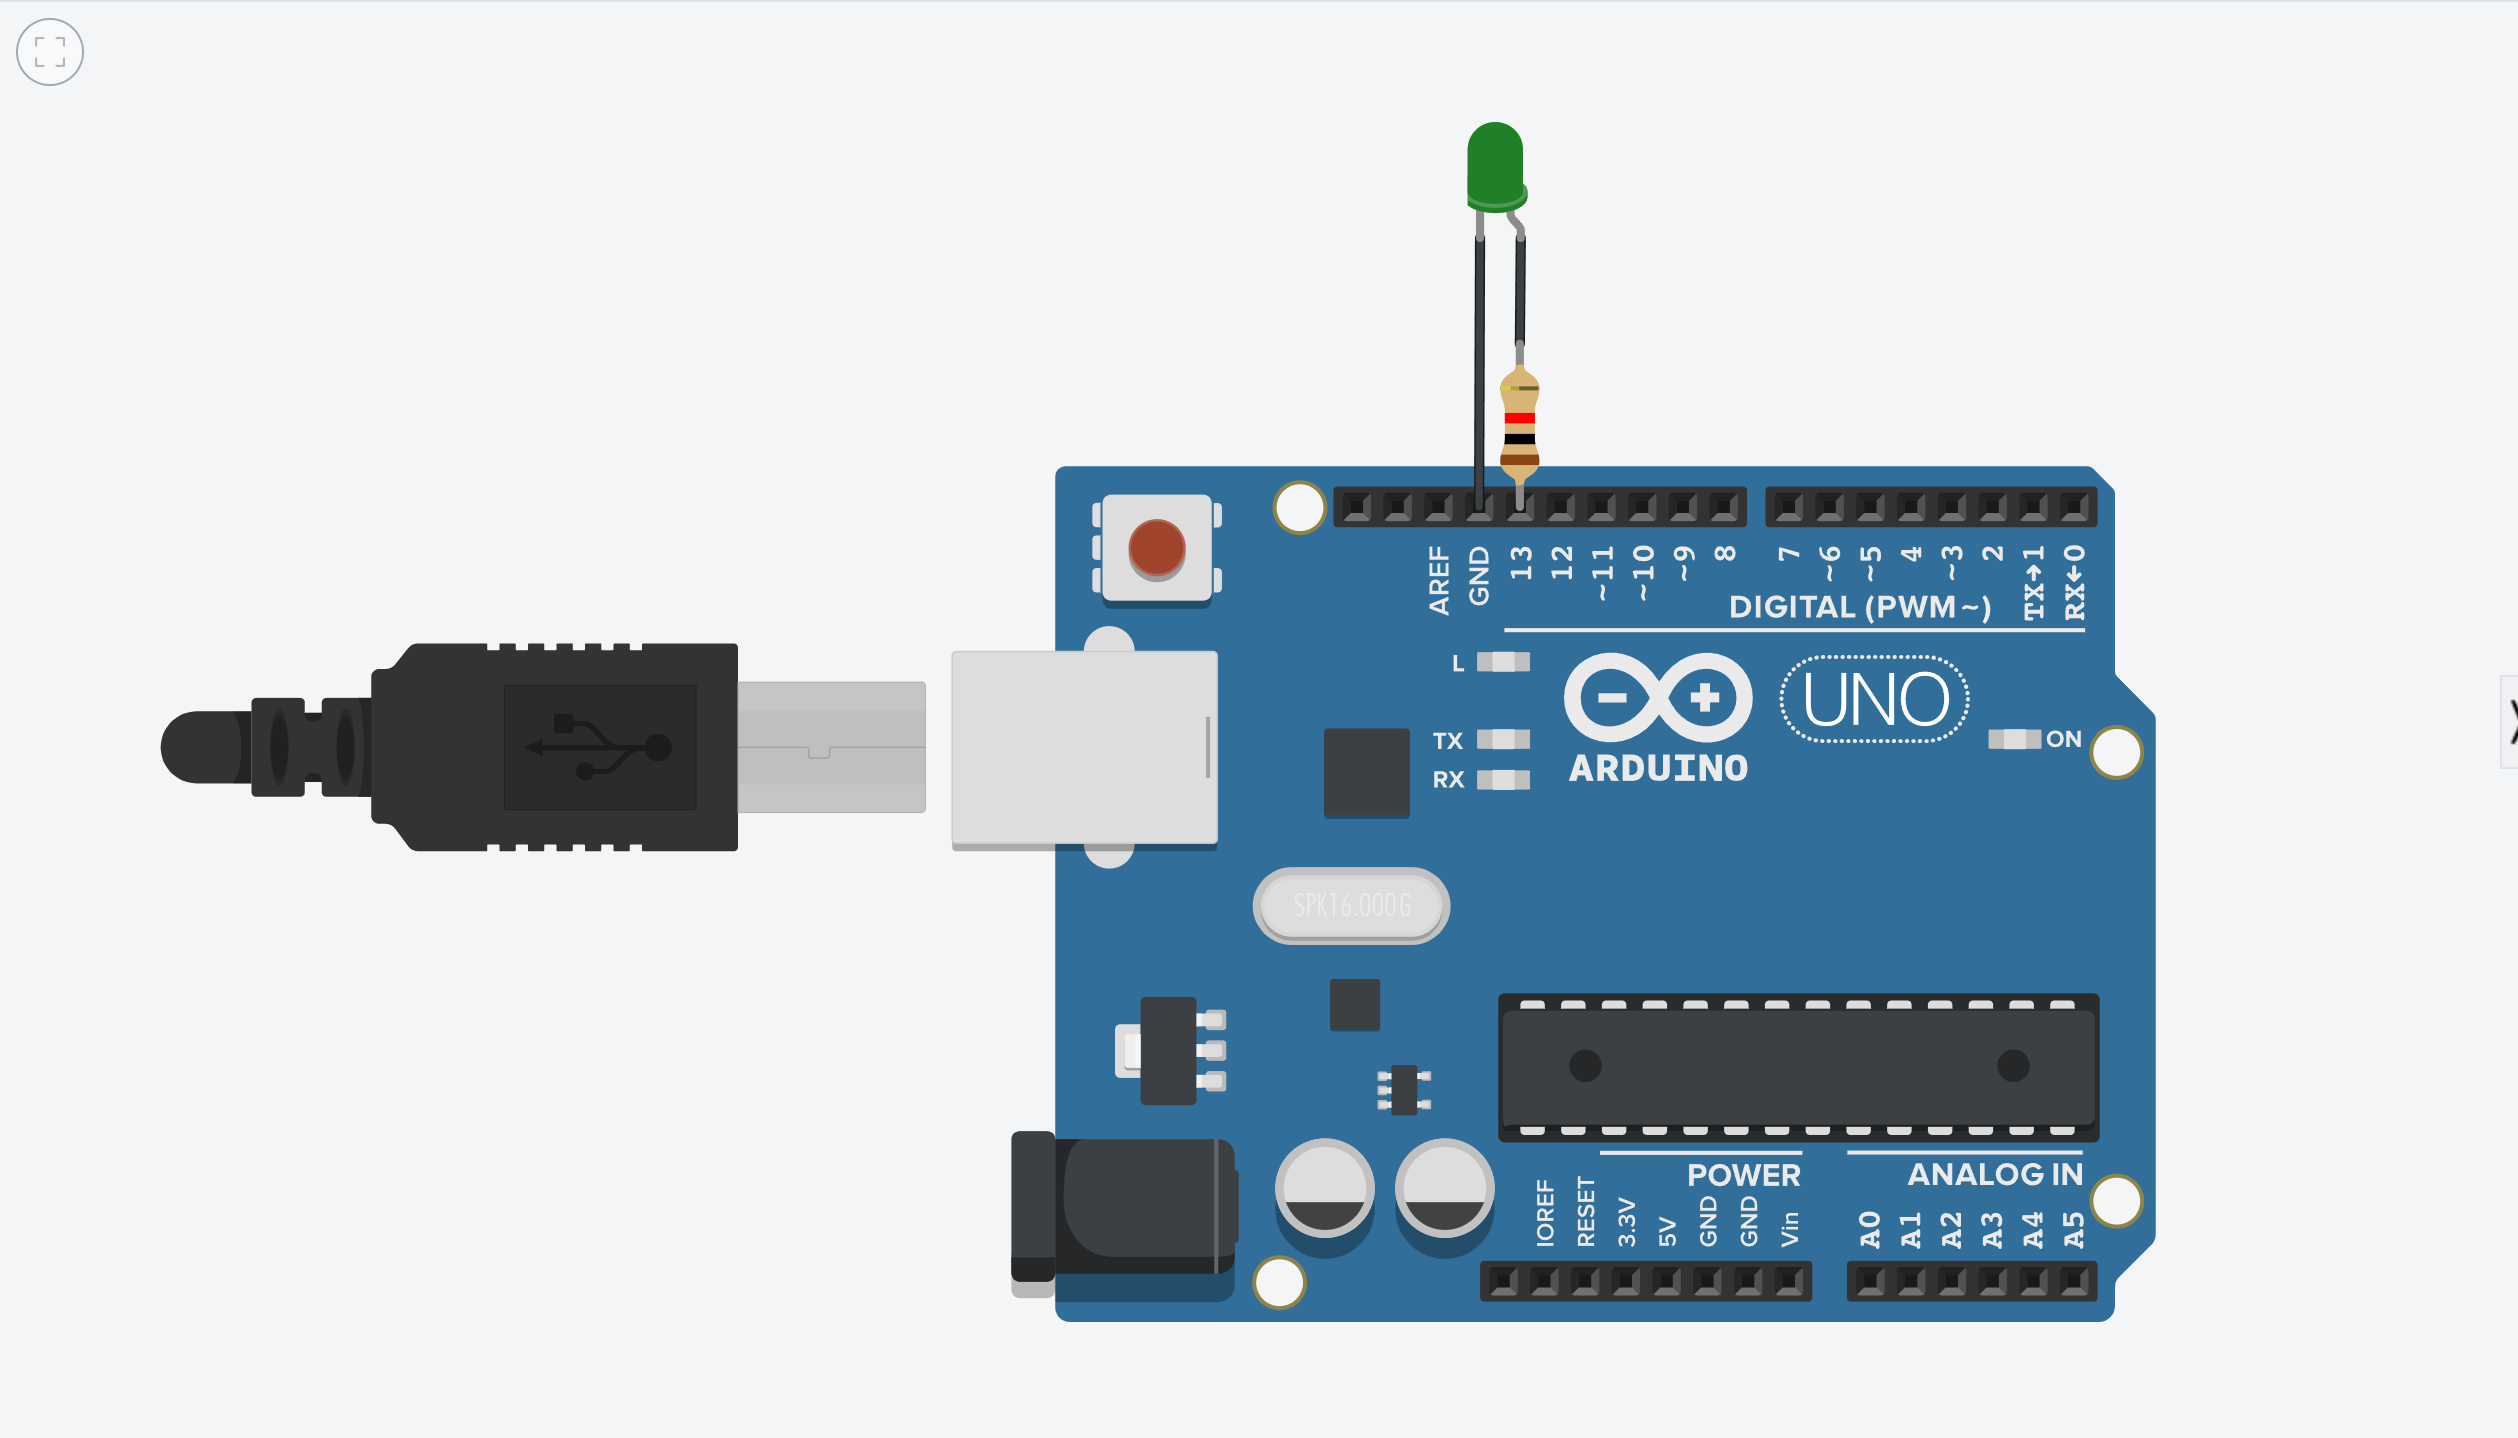 AREF
GND
13
12
~11
~10
~9
8
7
~6
~5
4
~3
2
TX→1
RX←0
DIGITAL (PWM~)
L
TX
RX
ARDUINO
UNO
ON
SPK16.000G
POWER
ANALOG IN
IOREF
RESET
3.3V
5V
GND
GND
Vin
A0
A1
A2
A3
A4
A5